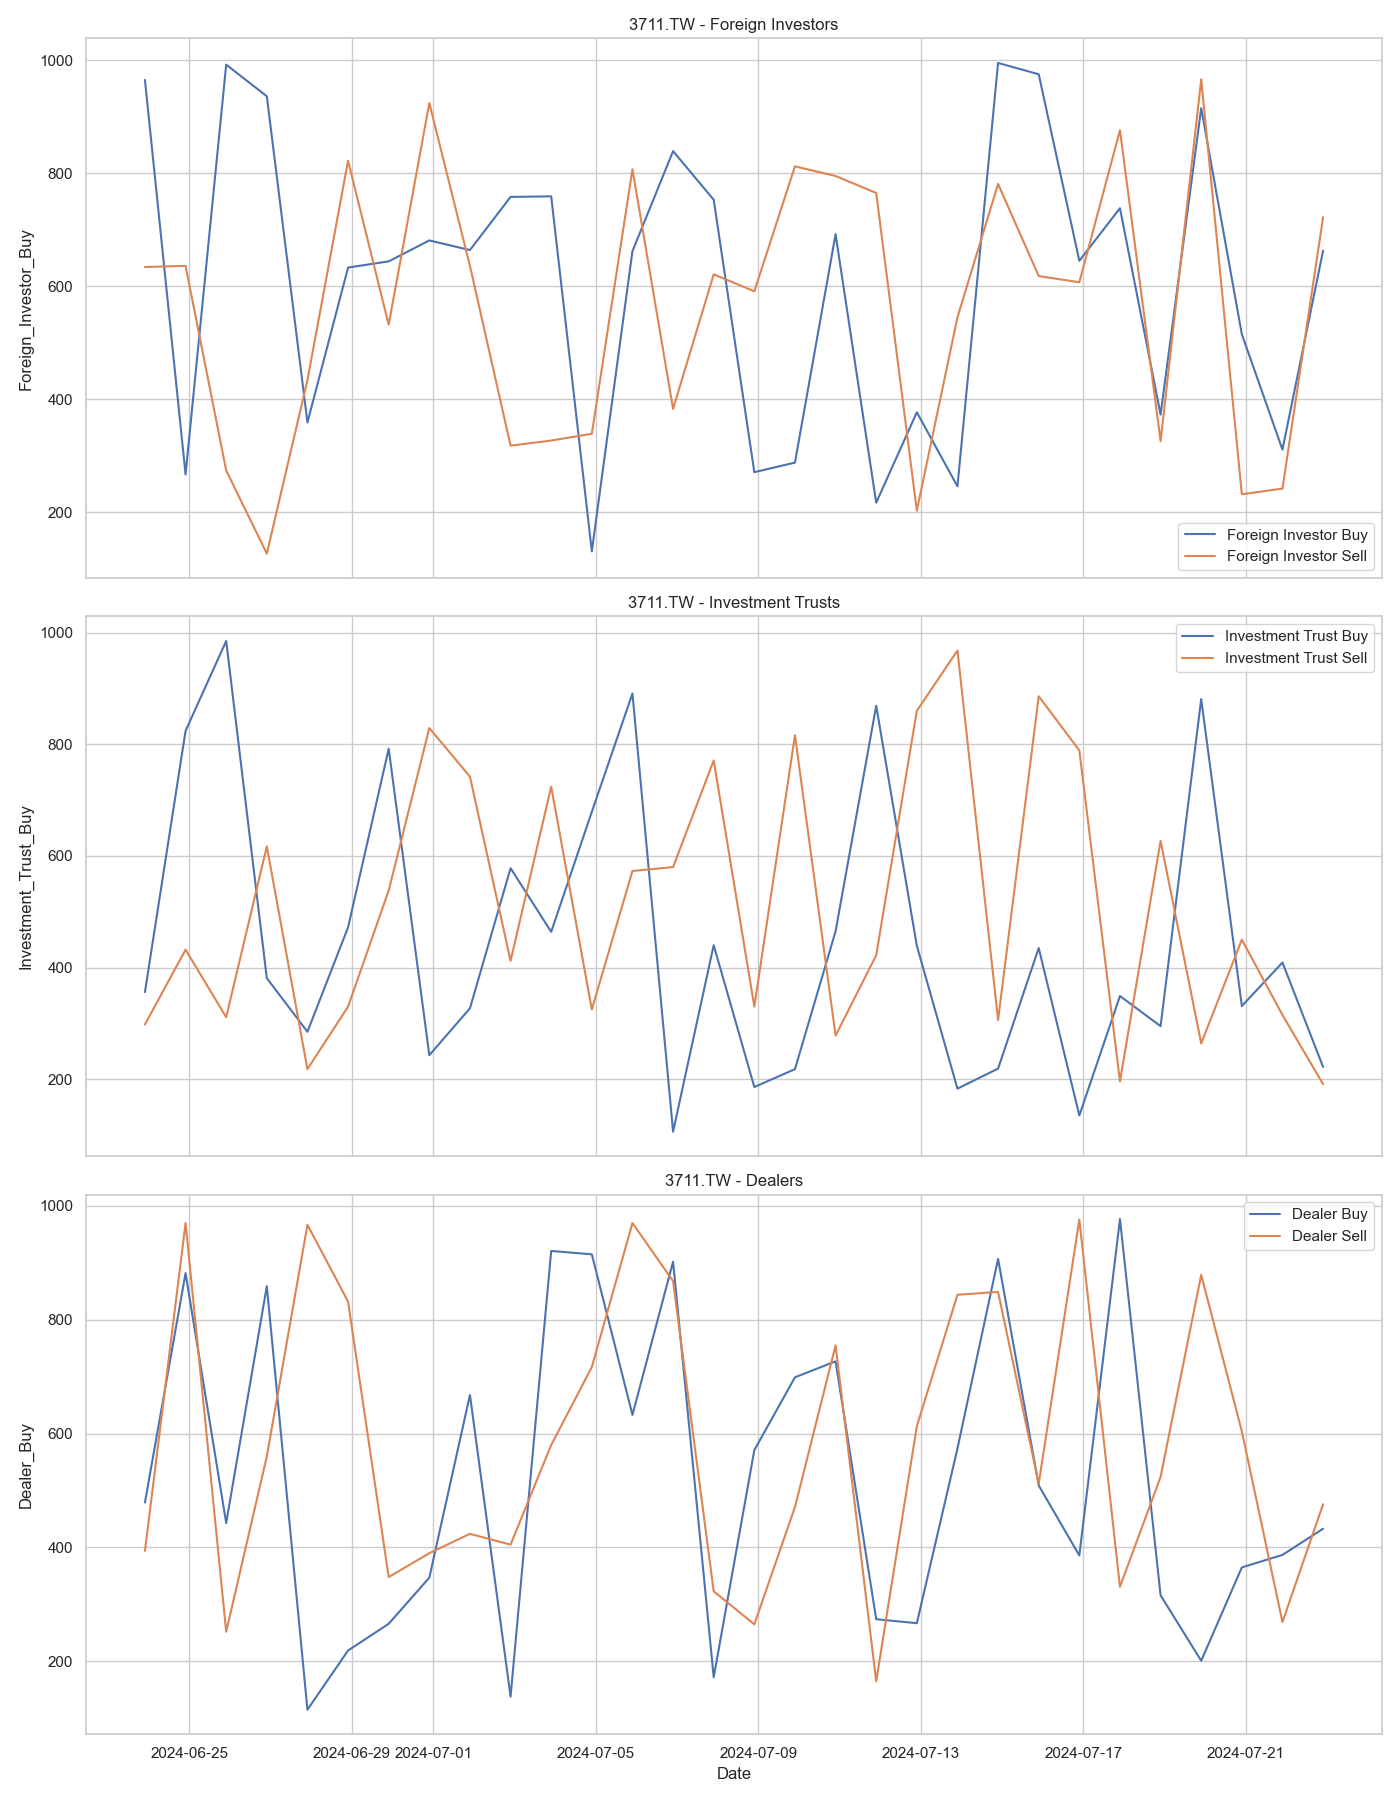 3711.TW - Foreign Investors
1000
800
600
400
200
Foreign_Investor_Buy
Foreign Investor Buy
Foreign Investor Sell
3711.TW - Investment Trusts
1000
800
600
400
200
Investment_Trust_Buy
Investment Trust Buy
Investment Trust Sell
3711.TW - Dealers
1000
800
600
400
200
Dealer_Buy
Dealer Buy
Dealer Sell
2024-06-25 2024-06-29 2024-07-01 2024-07-05 2024-07-09 2024-07-13 2024-07-17 2024-07-21
Date